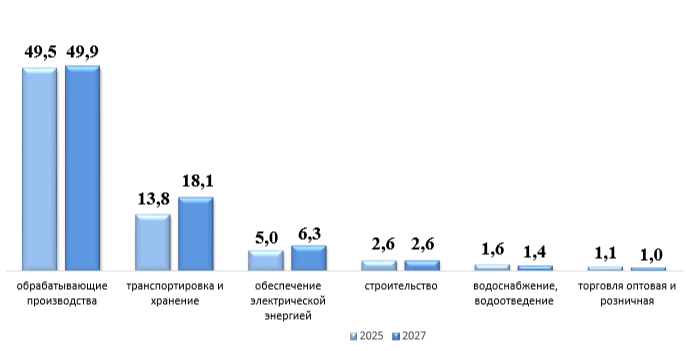 49,5 49,9
13,8 18,1
5,0 6,3
2,6 2,6
1,6 1,4
1,1 1,0
обрабатывающие
производства
транспортировка и
хранение
обеспечение
электрической
энергией
строительство
водоснабжение,
водоотведение
торговля оптовая и
розничная
2025 2027